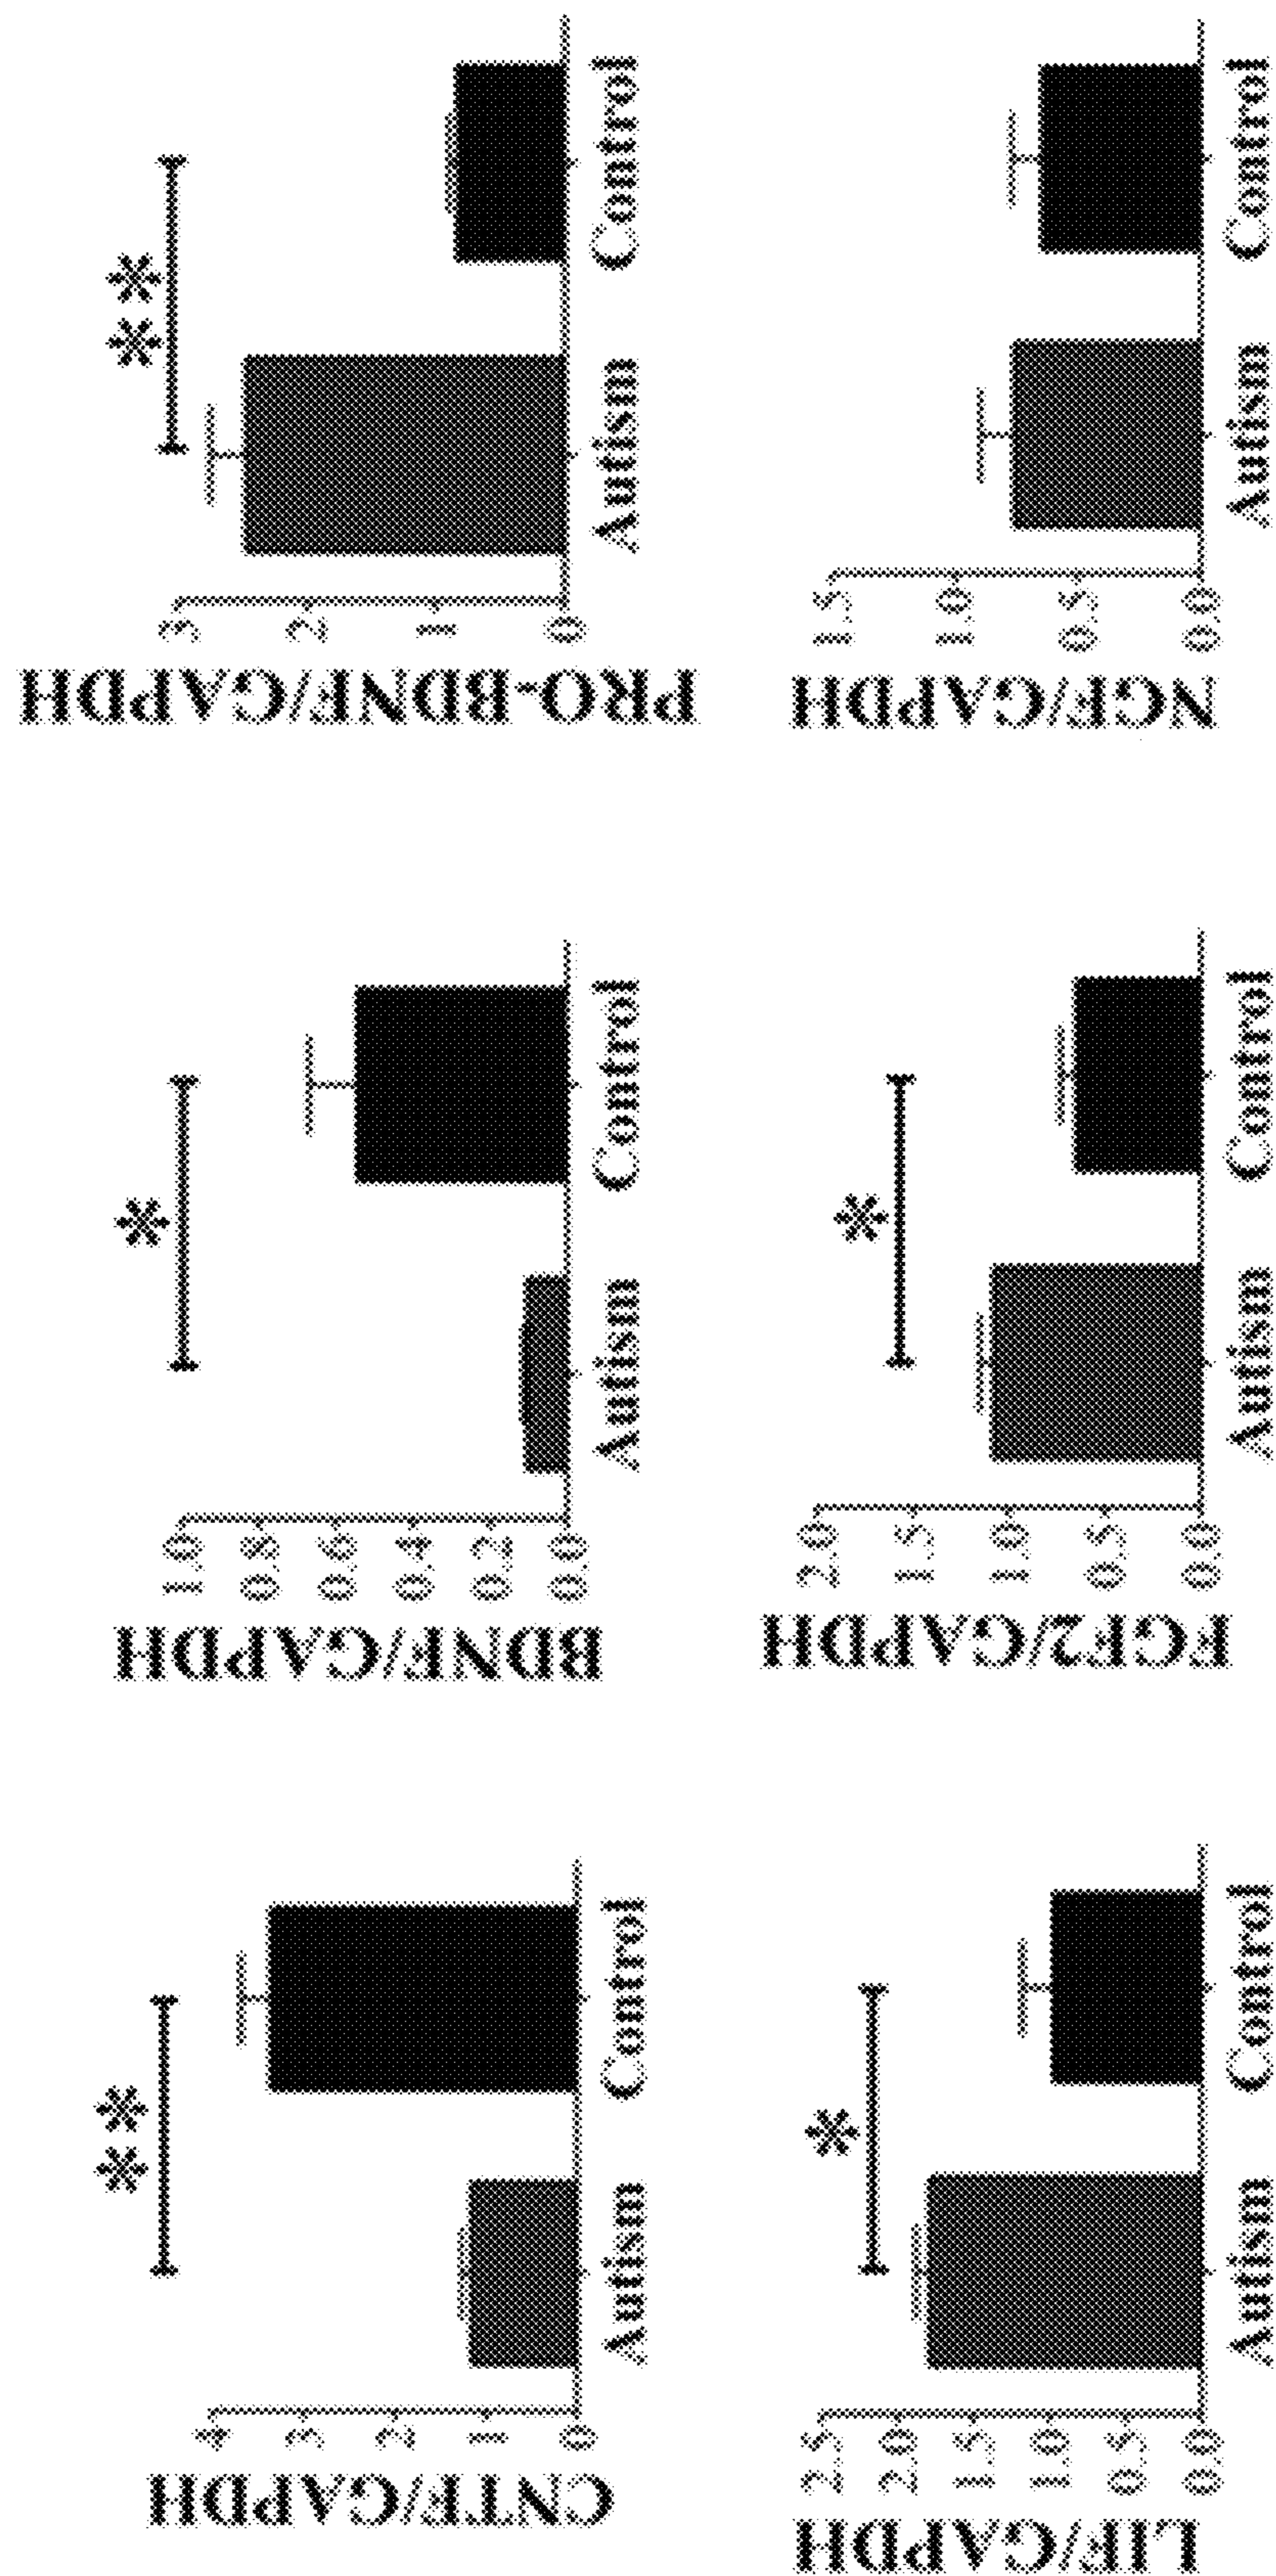 CNTF/GAPDH
4
3
2
1
0
**
Autism Control
BDNF/GAPDH
1.0
0.8
0.6
0.4
0.2
0.0
*
Autism Control
PRO-BDNF/GAPDH
3
2
1
0
**
Autism Control
LIF/GAPDH
2.5
2.0
1.5
1.0
0.5
0.0
*
Autism Control
FGF2/GAPDH
2.0
1.5
1.0
0.5
0.0
*
Autism Control
NGF/GAPDH
1.5
1.0
0.5
0.0
Autism Control